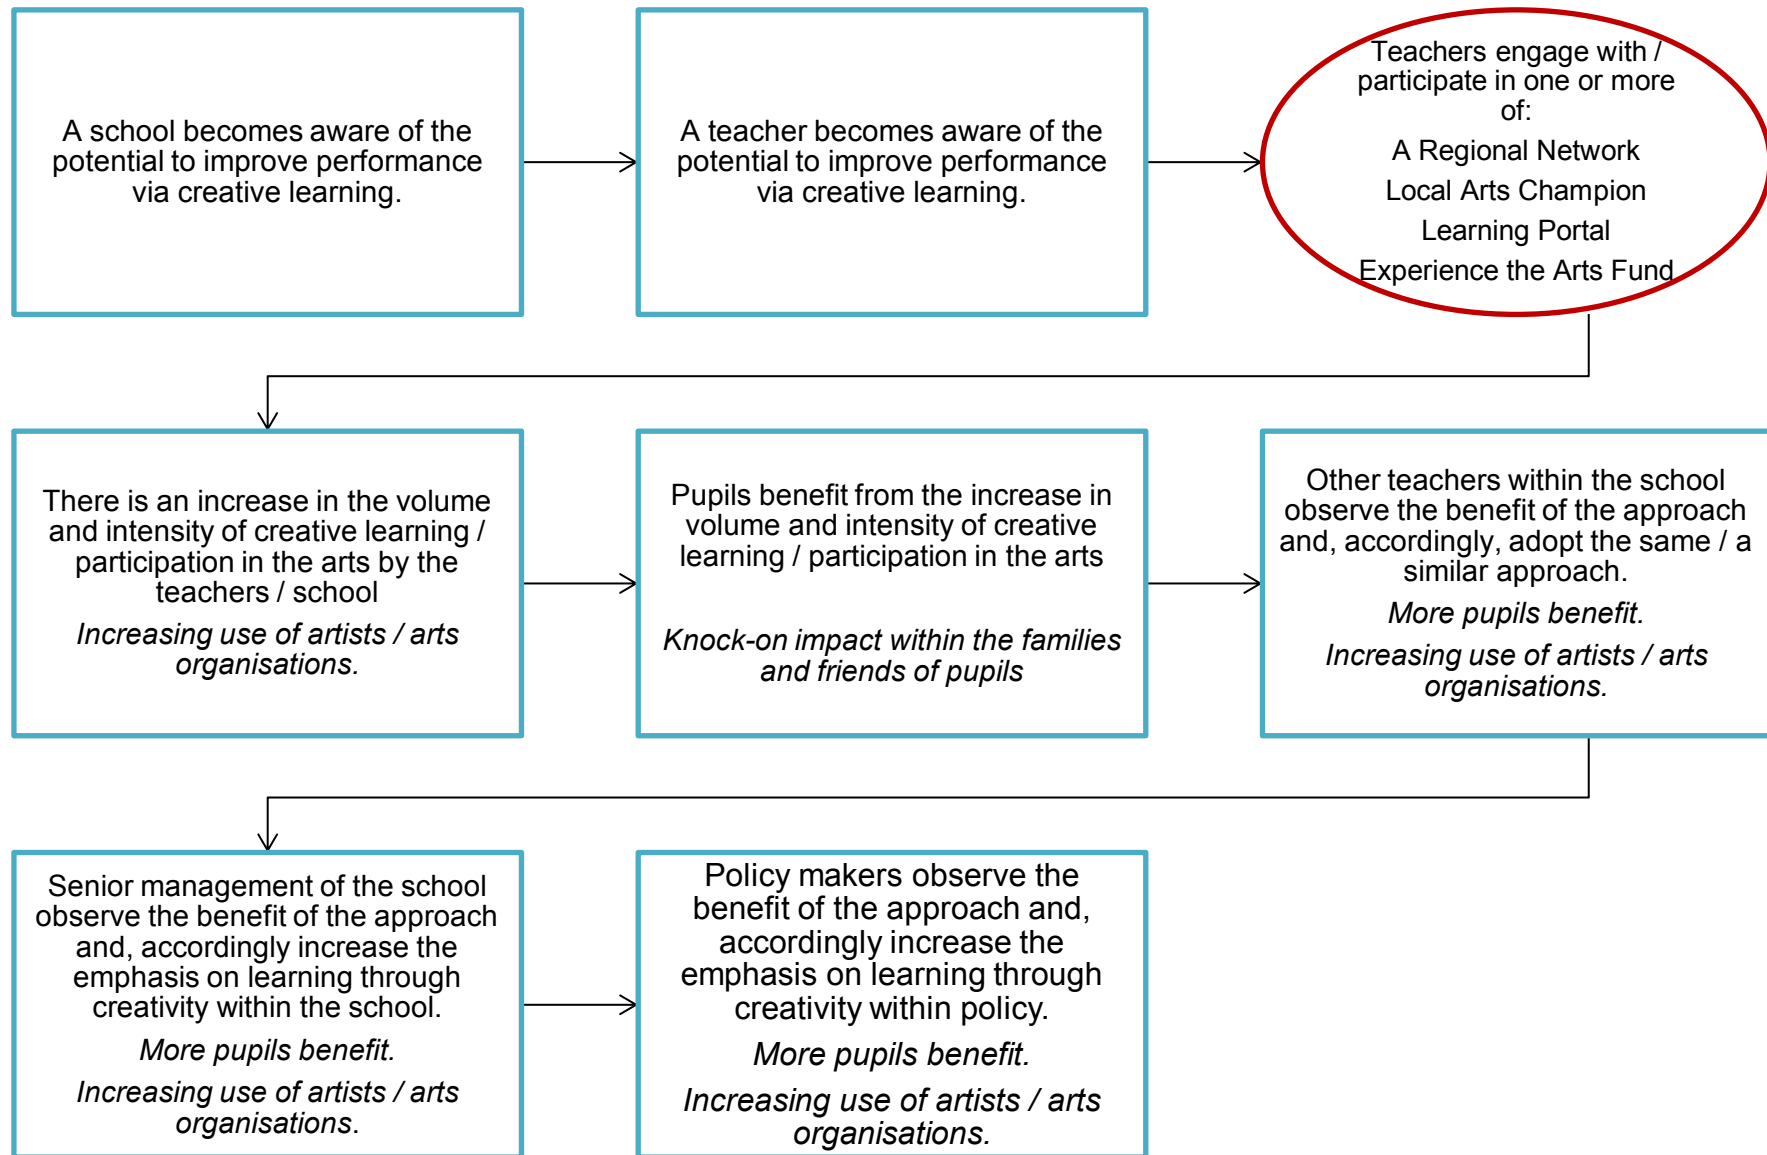 A school becomes aware of the
potential to improve performance
via creative learning.
A teacher becomes aware of the
potential to improve performance
via creative learning.
Teachers engage with /
participate in one or more
of:
A Regional Network
Local Arts Champion
Learning Portal
Experience the Arts Fund
There is an increase in the volume
and intensity of creative learning /
participation in the arts by the
teachers / school
Increasing use of artists / arts
organisations.
Pupils benefit from the increase in
volume and intensity of creative
learning / participation in the arts
Knock-on impact within the families
and friends of pupils
Other teachers within the school
observe the benefit of the approach
and, accordingly, adopt the same / a
similar approach.
More pupils benefit.
Increasing use of artists / arts
organisations.
Senior management of the school
observe the benefit of the approach
and, accordingly increase the
emphasis on learning through
creativity within the school.
More pupils benefit.
Increasing use of artists / arts
organisations.
Policy makers observe the
benefit of the approach and,
accordingly increase the
emphasis on learning through
creativity within policy.
More pupils benefit.
Increasing use of artists / arts
organisations.